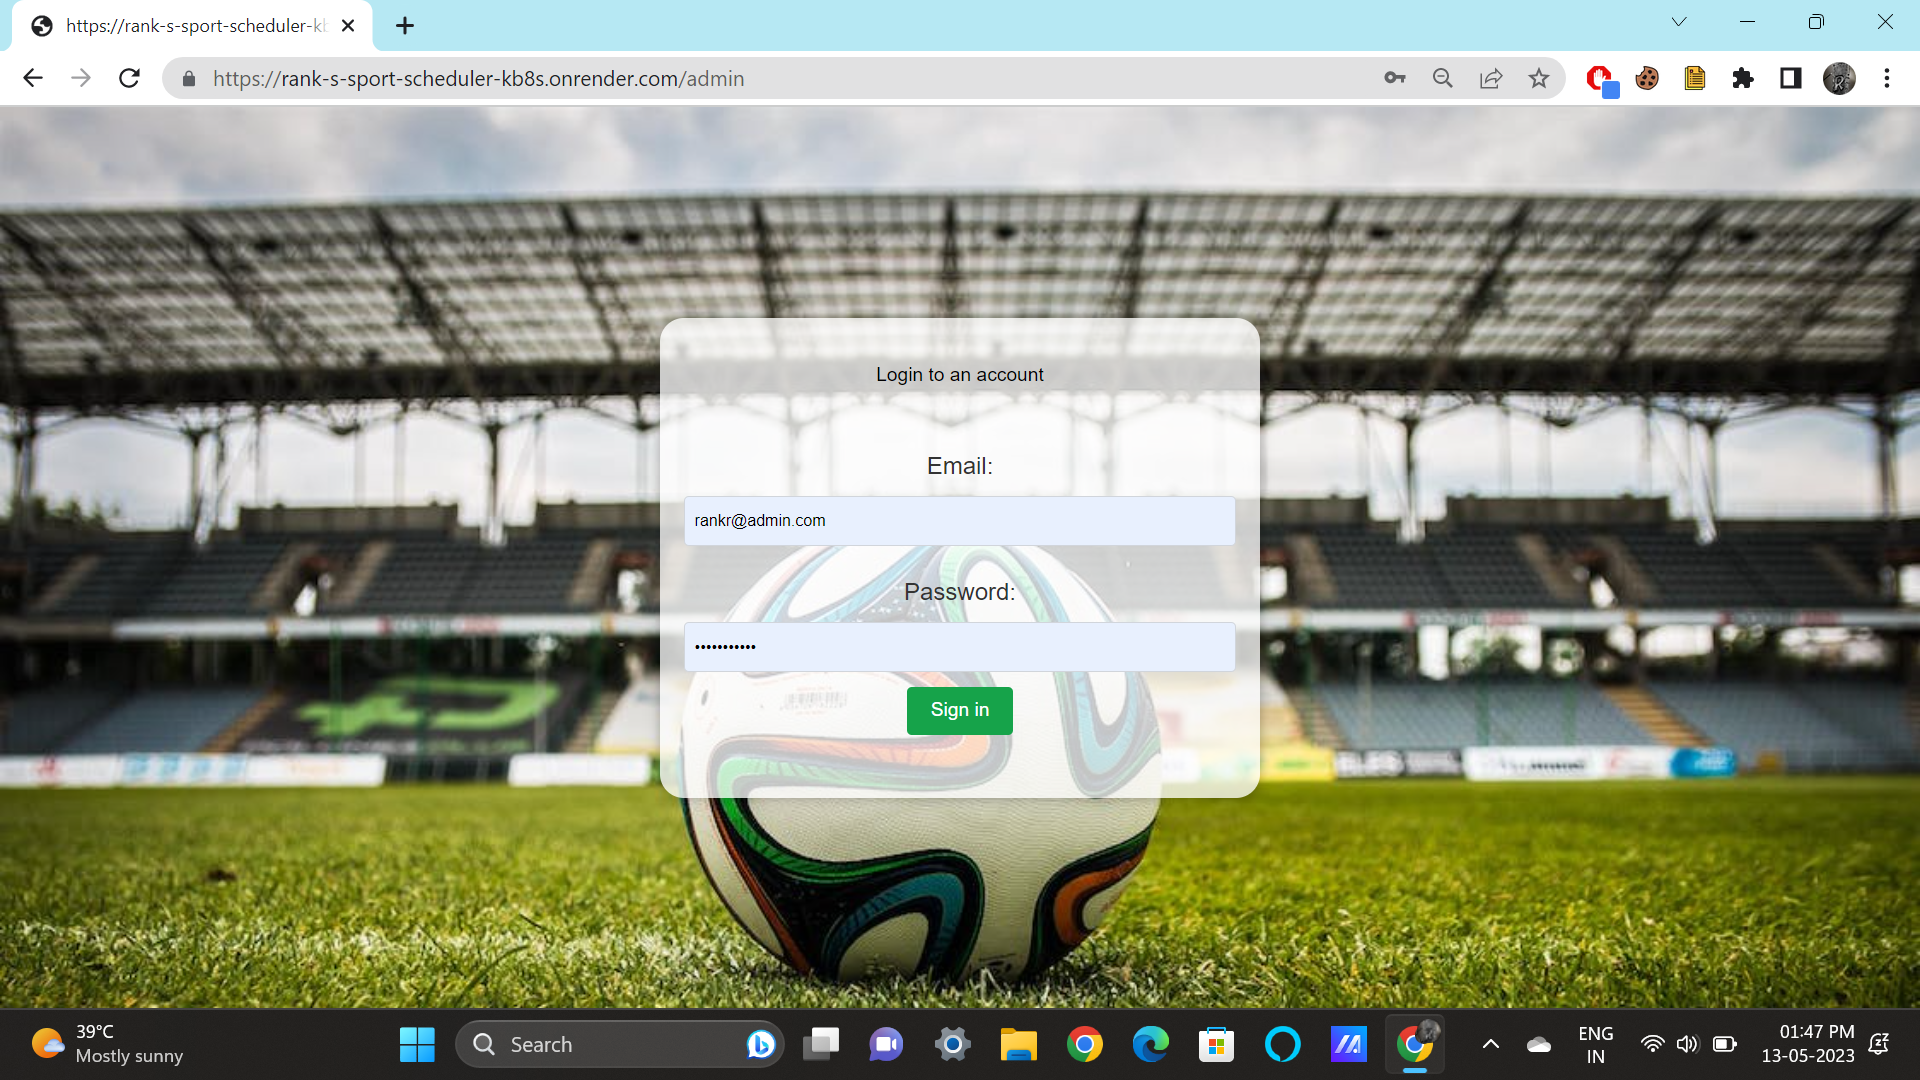 https://rank-s-sport-scheduler-kb
https://rank-s-sport-scheduler-kb8s.onrender.com/admin
Login to an account
Email:
rankr@admin.com
Password:
•••••••••••
Sign in
39°C
Mostly sunny
Search
ENG
IN
01:47 PM
13-05-2023